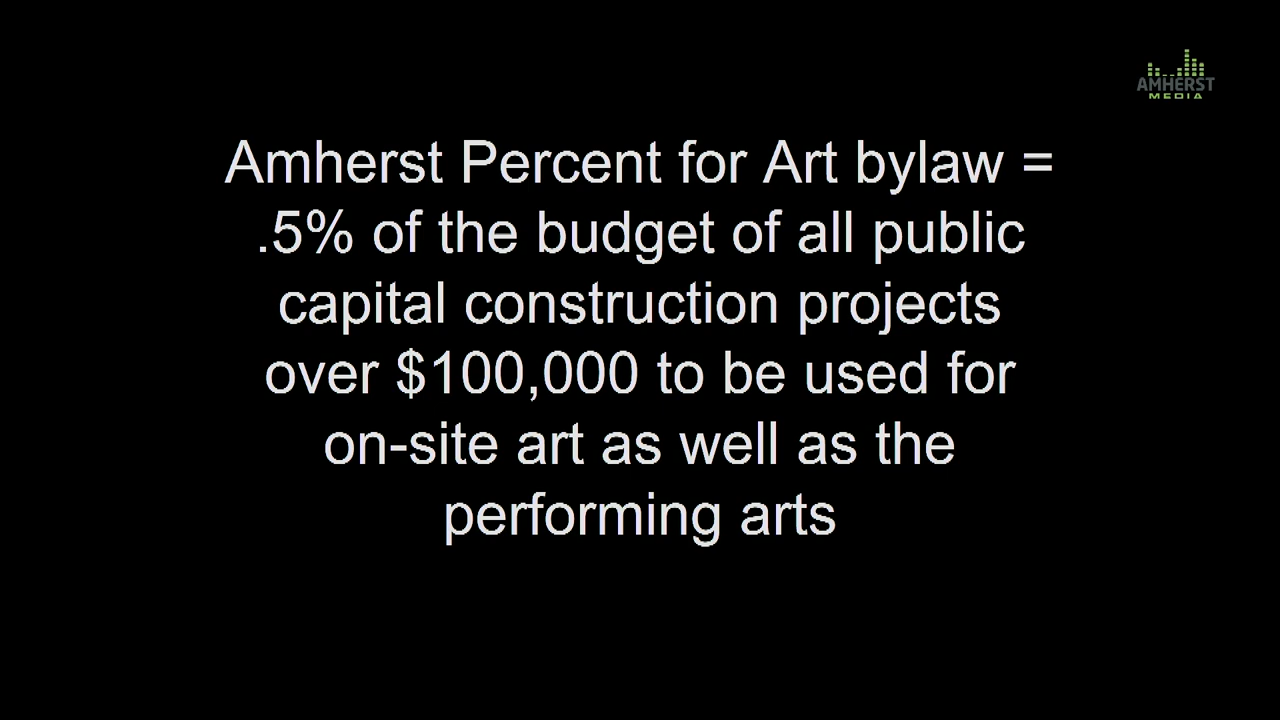 AMHERST
MEDIA
Amherst Percent for Art bylaw =
.5% of the budget of all public
capital construction projects
over $100,000 to be used for
on-site art as well as the
performing arts